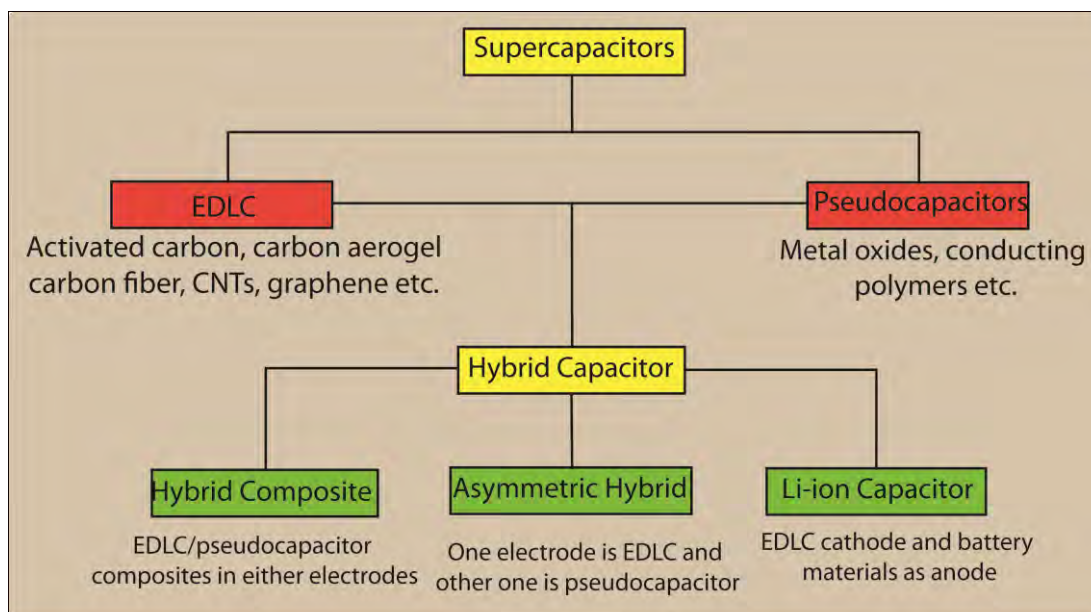 Supercapacitors
EDLC
Pseudocapacitors
Activated carbon, carbon aerogel
carbon fiber, CNTs, graphene etc.
Metal oxides, conducting
polymers etc.
Hybrid Capacitor
Hybrid Composite
Asymmetric Hybrid
Li-ion Capacitor
EDLC/pseudocapacitor
composites in either electrodes
One electrode is EDLC and
other one is pseudocapacitor
EDLC cathode and battery
materials as anode